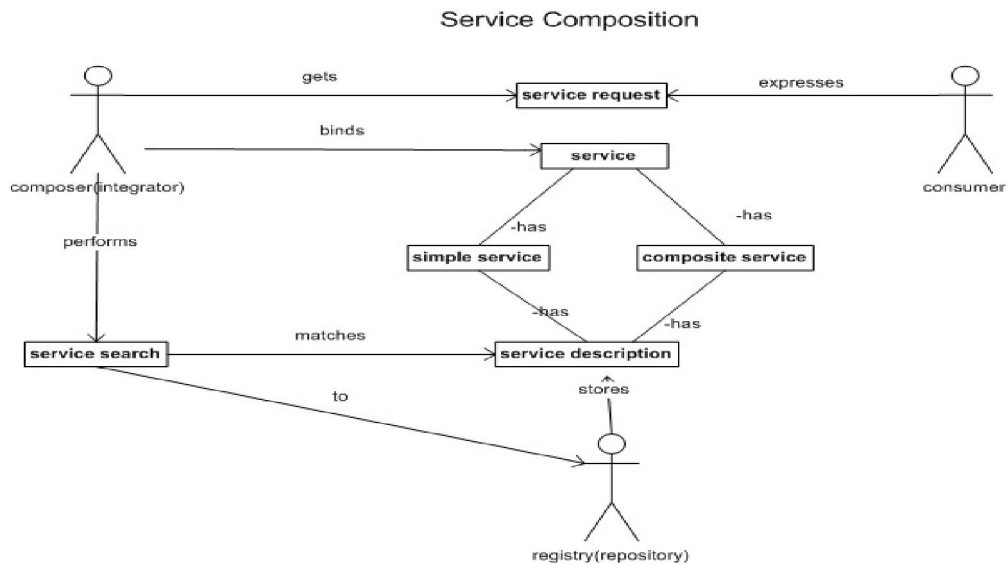 Service Composition
gets
service request
expresses
binds
service
composer(integrator)
consumer
performs
-has
-has
simple service
composite service
-has
-has
matches
service search
service description
to
stores
registry(repository)